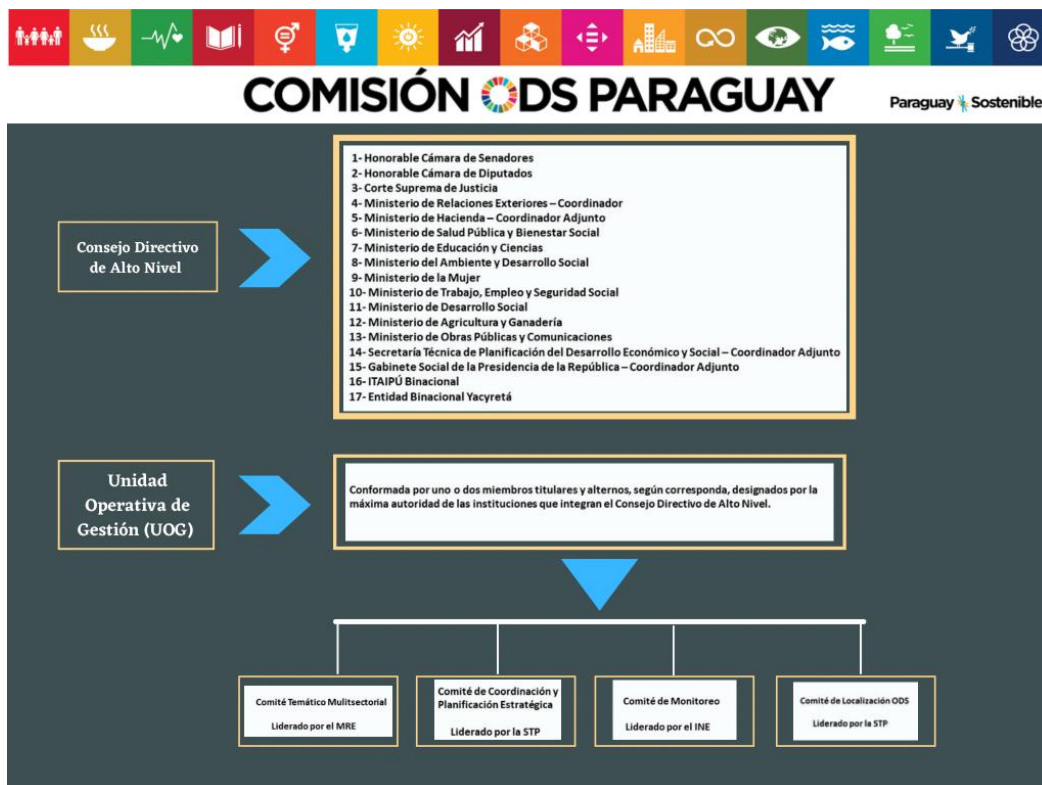 COMISIÓN ODS PARAGUAY
Paraguay Sostenible
Consejo Directivo
de Alto Nivel
1- Honorable Cámara de Senadores
2- Honorable Cámara de Diputados
3- Corte Suprema de Justicia
4- Ministerio de Relaciones Exteriores – Coordinador
5- Ministerio de Hacienda – Coordinador Adjunto
6- Ministerio de Salud Pública y Bienestar Social
7- Ministerio de Educación y Ciencias
8- Ministerio del Ambiente y Desarrollo Social
9- Ministerio de la Mujer
10- Ministerio de Trabajo, Empleo y Seguridad Social
11- Ministerio de Desarrollo Social
12- Ministerio de Agricultura y Ganadería
13- Ministerio de Obras Públicas y Comunicaciones
14- Secretaría Técnica de Planificación del Desarrollo Económico y Social – Coordinador Adjunto
15- Gabinete Social de la Presidencia de la República – Coordinador Adjunto
16- ITAIPÚ Binacional
17- Entidad Binacional Yacyretá
Unidad
Operativa de
Gestión (UOG)
Conformada por uno o dos miembros titulares y alternos, según corresponda, designados por la
máxima autoridad de las instituciones que integran el Consejo Directivo de Alto Nivel.
Comité Temático Mulitsectorial
Liderado por el MRE
Comité de Coordinación y
Planificación Estratégica
Liderado por la STP
Comité de Monitoreo
Liderado por el INE
Comité de Localización ODS
Liderado por la STP